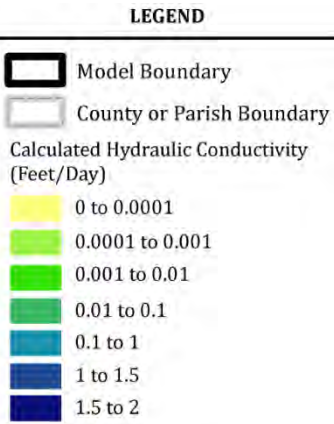 LEGEND
Model Boundary
County or Parish Boundary
Calculated Hydraulic Conductivity
(Feet/Day)
0 to 0.0001
0.0001 to 0.001
0.001 to 0.01
0.01 to 0.1
0.1 to 1
1 to 1.5
1.5 to 2